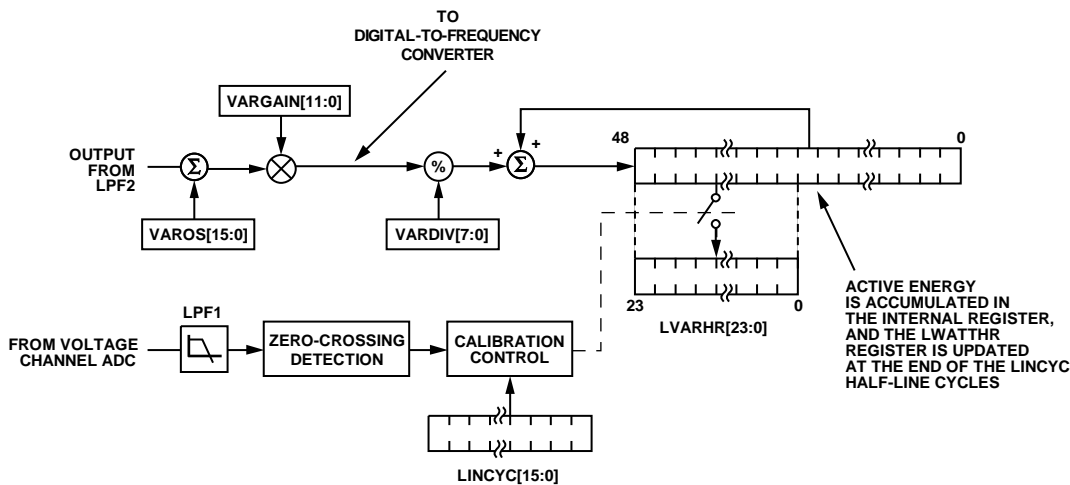 TO
DIGITAL-TO-FREQUENCY
CONVERTER
VARGAIN[11:0]
OUTPUT
FROM
LPF2
Σ
%
+
+
Σ
48
0
VAROS[15:0]
VARDIV[7:0]
23
0
LVARHR[23:0]
ACTIVE ENERGY
IS ACCUMULATED IN
THE INTERNAL REGISTER,
AND THE LWATTHR
REGISTER IS UPDATED
AT THE END OF THE LINCYC
HALF-LINE CYCLES
LPF1
FROM VOLTAGE
CHANNEL ADC
ZERO-CROSSING
DETECTION
CALIBRATION
CONTROL
LINCYC[15:0]